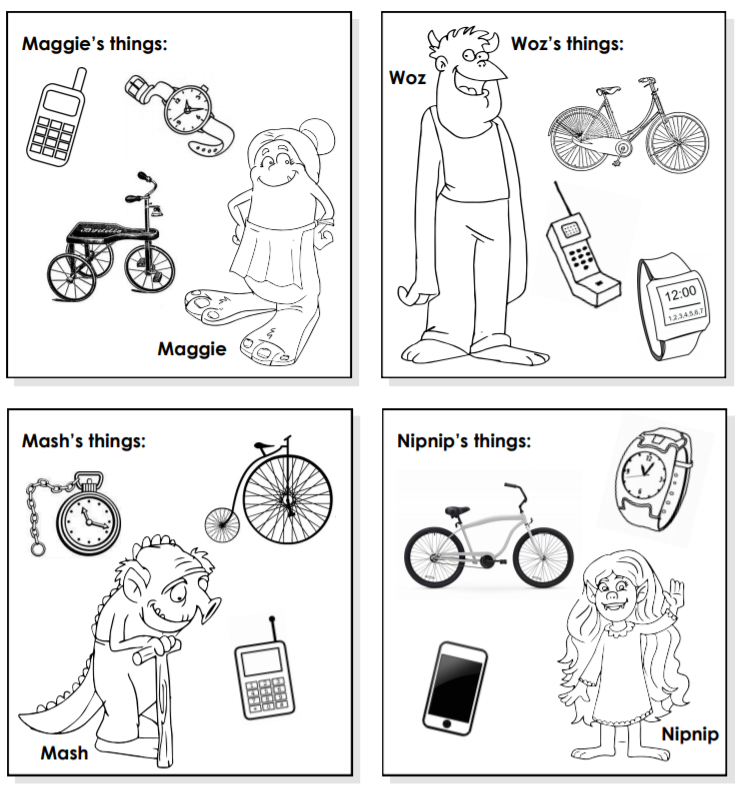 Maggie's things:
Maggie
Woz's things:
Woz
12:00
1,2,3,4,5,6,7
Mash's things:
Mash
Nipnip's things:
Nipnip